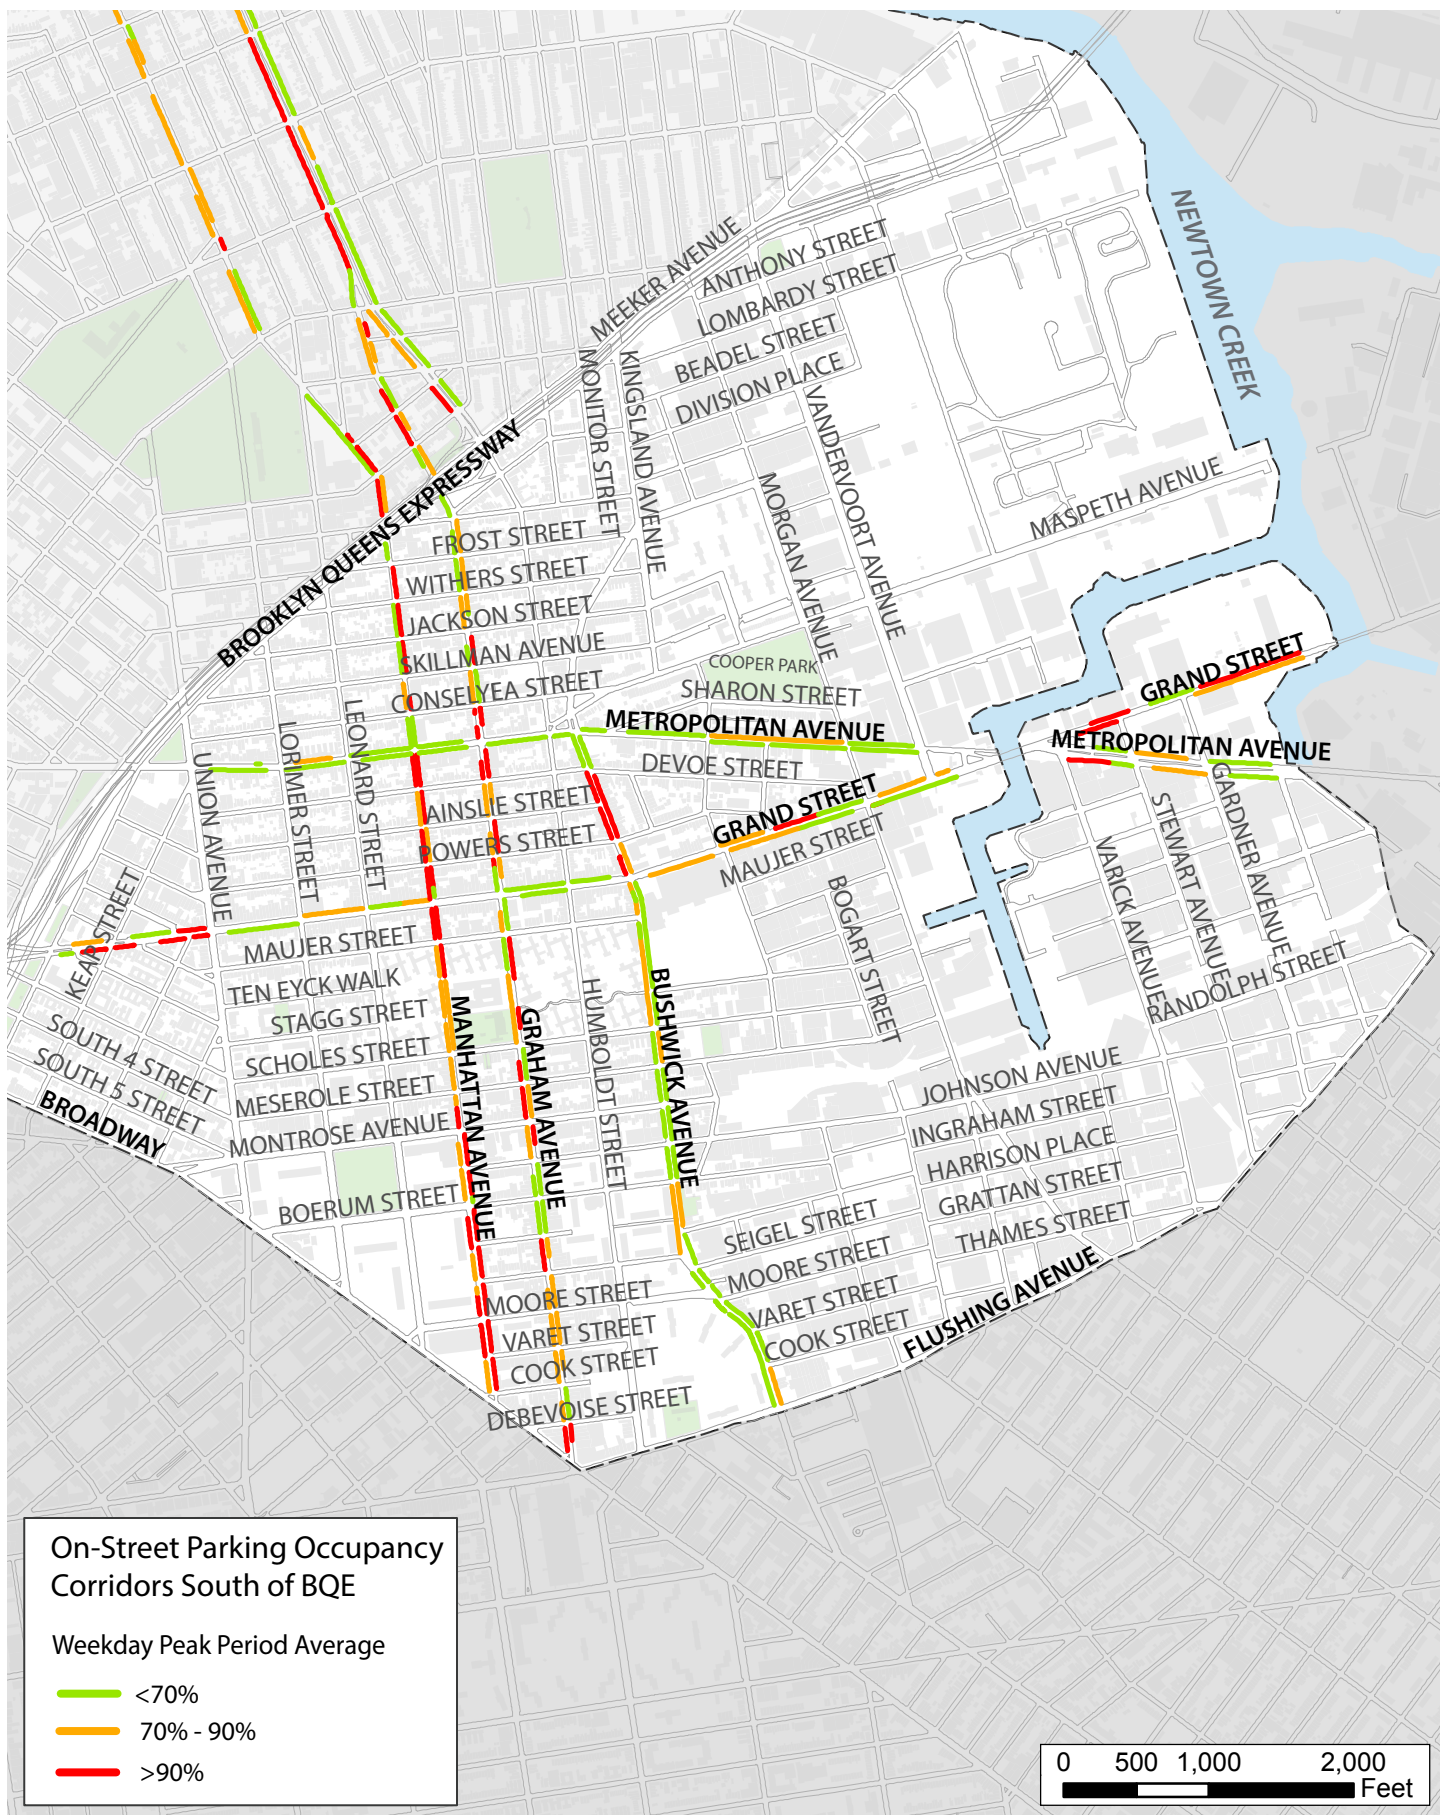 NEWTOWN CREEK
MEEKER AVENUE
ANTHONY STREET
LOMBARDY STREET
BEADEL STREET
DIVISION PLACE
MONITOR STREET
KINGSLAND AVENUE
VANDERVOORT AVENUE
MORGAN AVENUE
MASPETH AVENUE
BROOKLYN QUEENS EXPRESSWAY
FROST STREET
WITHERS STREET
JACKSON STREET
SKILLMAN AVENUE
CONSELYEA STREET
COOPER PARK
SHARON STREET
GRAND STREET
METROPOLITAN AVENUE
METROPOLITAN AVENUE
DEVOE STREET
UNION AVENUE
LORIMER STREET
LEONARD STREET
AINSLIE STREET
POWERS STREET
GRAND STREET
MAUJER STREET
GARDNER AVENUE
STEWART AVENUE
VARICK AVENUE
BOGART STREET
KEAP STREET
MAUJER STREET
TEN EYCK WALK
STAGG STREET
SCHOLES STREET
MESEROLE STREET
MONTROSE AVENUE
BOERUM STREET
SOUTH 4 STREET
SOUTH 5 STREET
BROADWAY
MANHATTAN AVENUE
GRAHAM AVENUE
HUMBOLDT STREET
BUSHWICK AVENUE
RANDOLPH STREET
JOHNSON AVENUE
INGRAHAM STREET
HARRISON PLACE
GRATTAN STREET
THAMES STREET
SEIGEL STREET
MOORE STREET
VARET STREET
COOK STREET
FLUSHING AVENUE
MOORE STREET
VARET STREET
COOK STREET
DEBEVOISE STREET
On-Street Parking Occupancy
Corridors South of BQE
Weekday Peak Period Average
<70%
70% - 90%
>90%
0 500 1,000 2,000
Feet